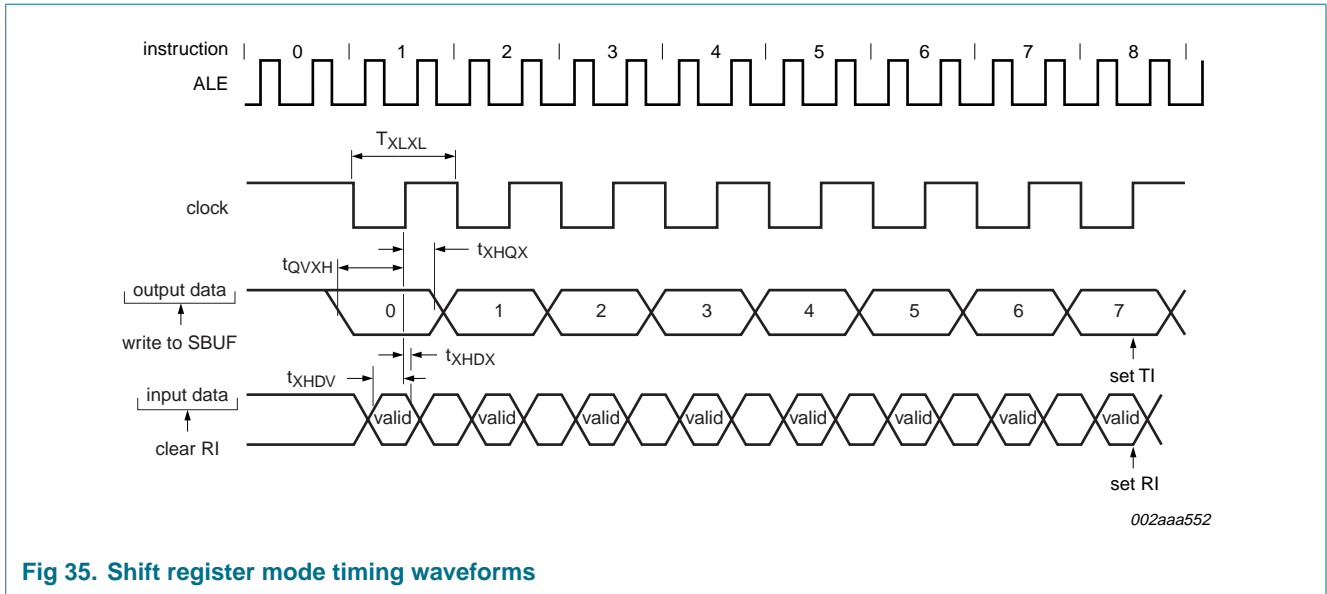 instruction | 0 | 1 | 2 | 3 | 4 | 5 | 6 | 7 | 8 |
ALE
TXLXL
clock
tXHQX
tQVXH
output data 0 1 2 3 4 5 6 7
write to SBUF
tXHDX
set TI
tXHDV
input data valid valid valid valid valid valid valid valid
clear RI
set RI
002aaa552
Fig 35. Shift register mode timing waveforms